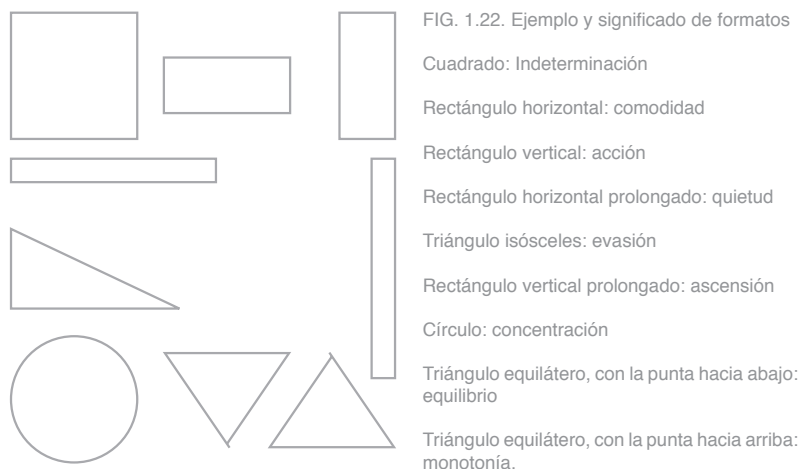 FIG. 1.22. Ejemplo y significado de formatos
Cuadrado: Indeterminación
Rectángulo horizontal: comodidad
Rectángulo vertical: acción
Rectángulo horizontal prolongado: quietud
Triángulo isósceles: evasión
Rectángulo vertical prolongado: ascensión
Círculo: concentración
Triángulo equilátero, con la punta hacia abajo:
equilibrio
Triángulo equilátero, con la punta hacia arriba:
monotonía.